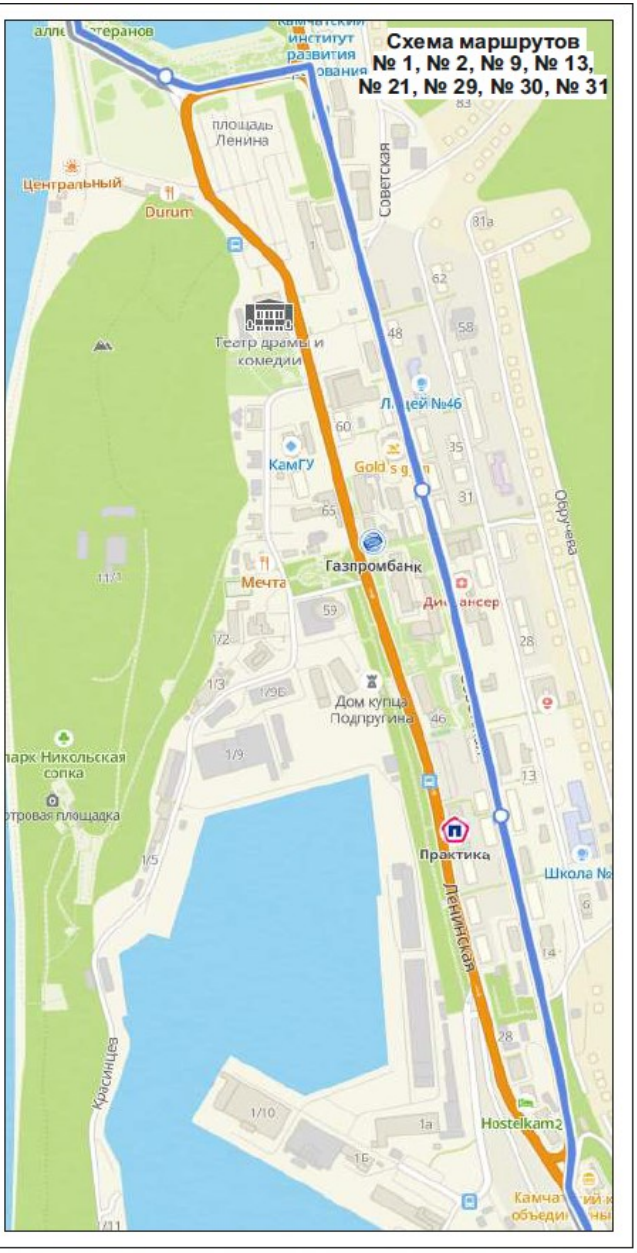 Камчатский
институт
развития
Схема маршрутов
№ 1, № 2, № 9, № 13,
№ 21, № 29, № 30, № 31
83
площадь
Ленина
Советская
Центральный
Durum
81а
1
62
58
48
Театр драмы и
комедии
Лицей №46
60
35
КамГУ
Gold's gym
31
65
Обручева
Газпромбанк
11/1
Мечта
Диспансер
59
1/2
28
1/3
1/9Б
Дом купца
Подпругина
46
1/9
парк Никольская
сопка
13
Практика
1/5
Школа №
6
Ленинская
14
28
Красинцев
1/10
1а
Hostelkam2
1Б
1/11